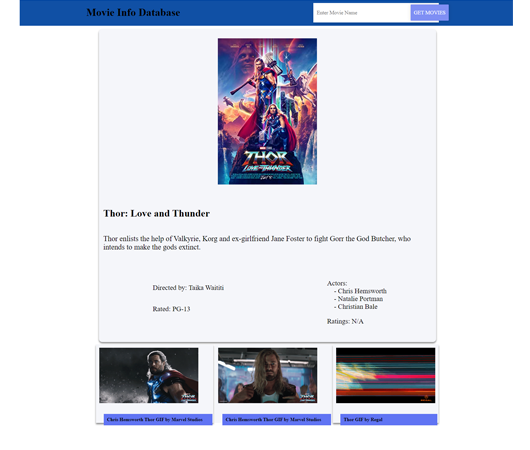 Movie Info Database
Enter Movie Name
GET MOVIES
THOR
LOVE AND THUNDER
Thor: Love and Thunder
Thor enlists the help of Valkyrie, Korg and ex-girlfriend Jane Foster to fight Gorr the God Butcher, who
intends to make the gods extinct.
Directed by: Taika Waititi
Rated: PG-13
Actors:
- Chris Hemsworth
- Natalie Portman
- Christian Bale
Ratings: N/A
Chris Hemsworth Thor GIF by Marvel Studios
Chris Hemsworth Thor GIF by Marvel Studios
Thor GIF by Regal